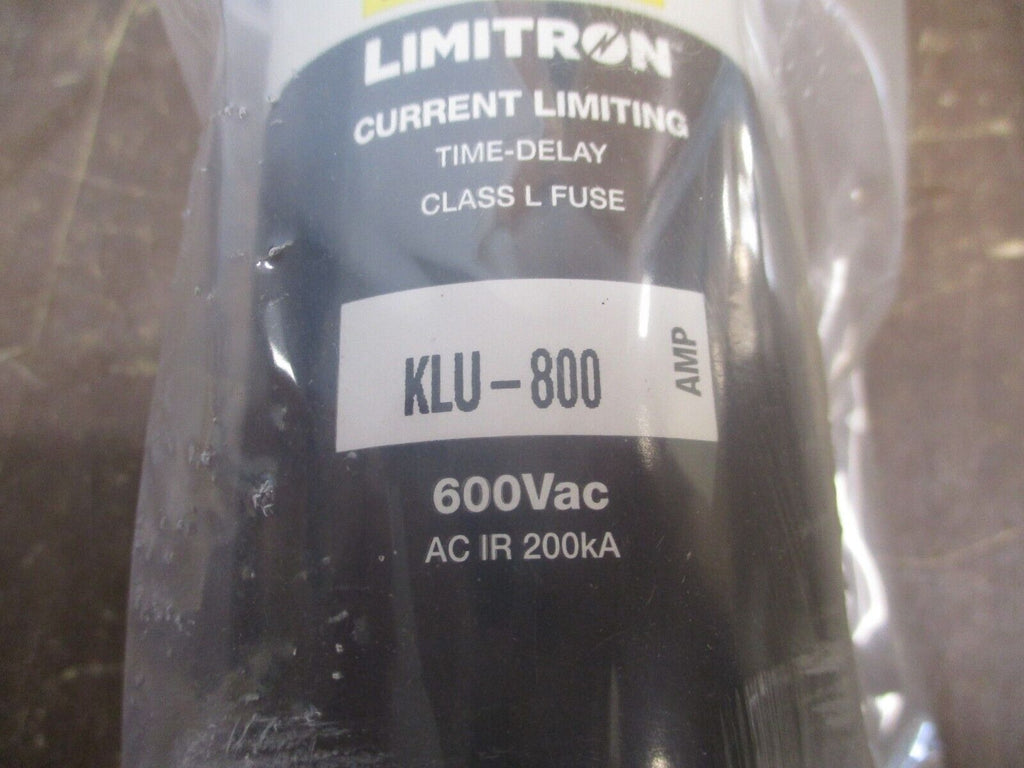 LIMITRON
CURRENT LIMITING
TIME-DELAY
CLASS L FUSE
KLU-800
AMP
600Vac
AC IR 200kA